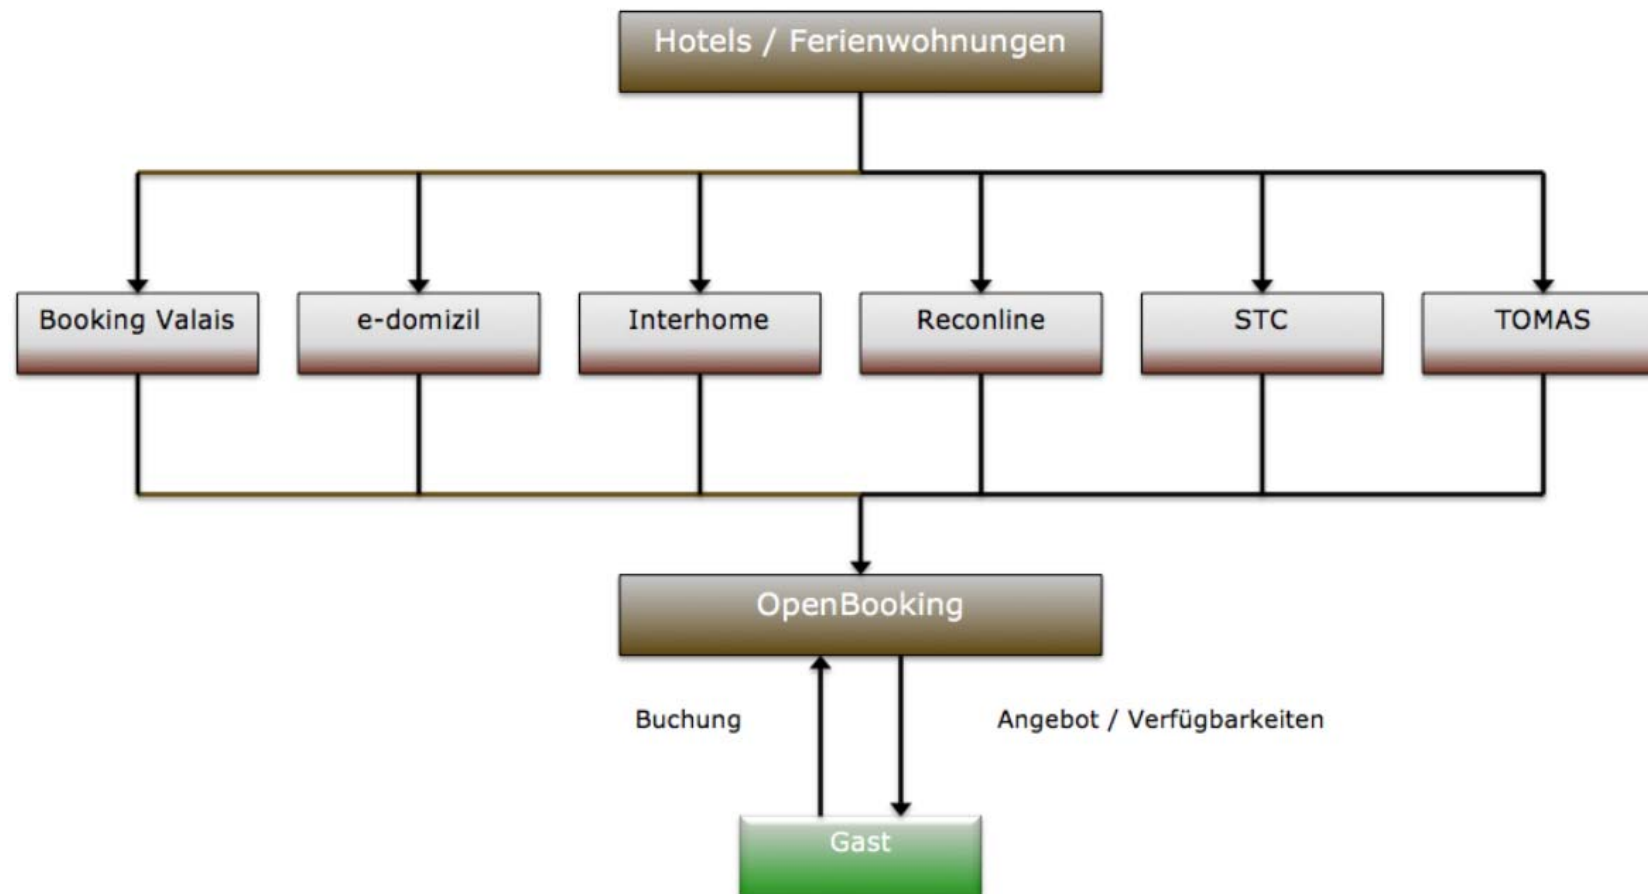 Hotels / Ferienwohnungen
Booking Valais
e-domizil
Interhome
Reconline
STC
TOMAS
OpenBooking
Buchung
Angebot / Verfügbarkeiten
Gast